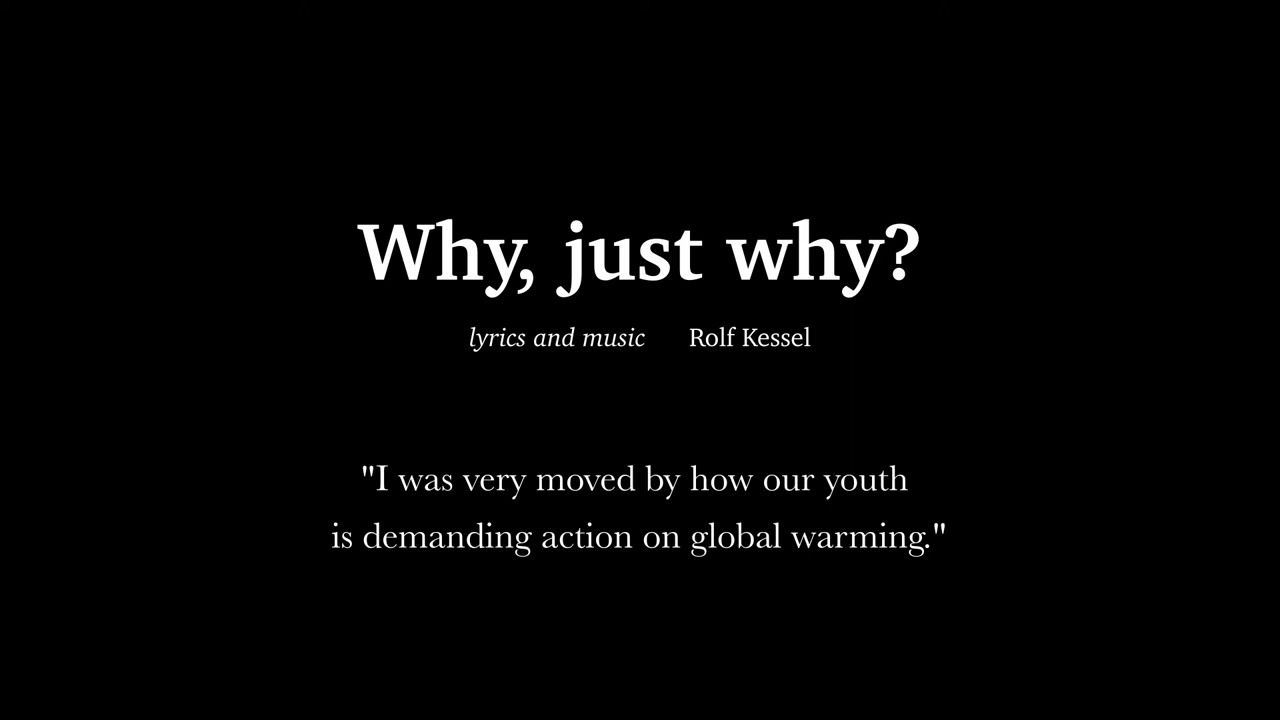 Why, just why?
lyrics and music Rolf Kessel
"I was very moved by how our youth
is demanding action on global warming."